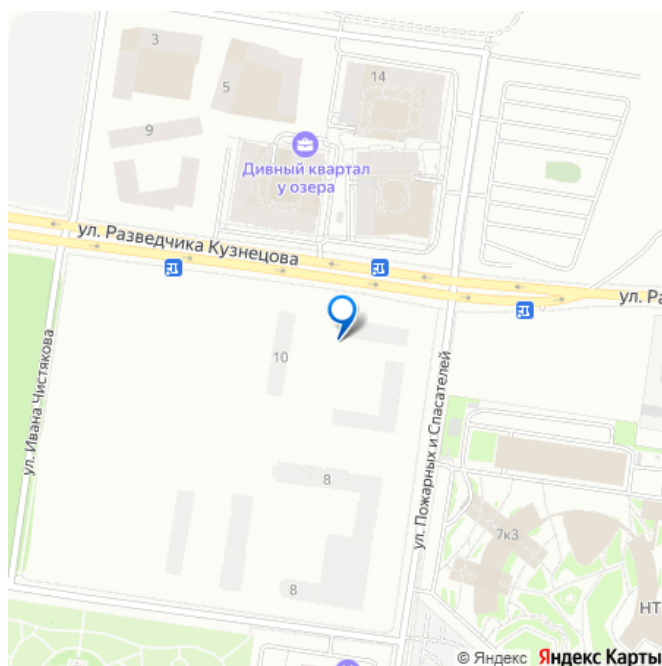 3
14
5
9
Дивный квартал
у озера
ул. Разведчика Кузнецова
ул. Ра
ул. Ивана Чистякова
10
ул. Пожарных и Спасателей
8
7к3
8
НТ
© Яндекс Яндекс Карты